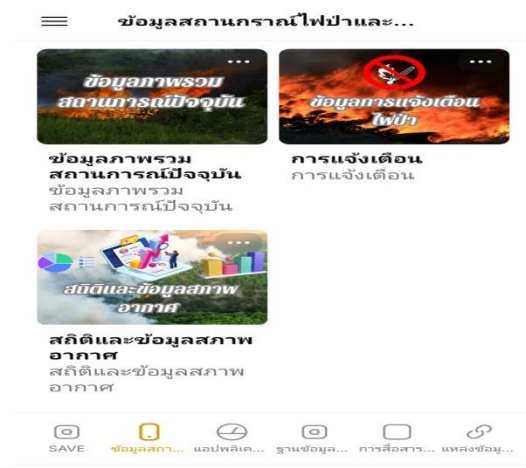 ข้อมูลสถานกราณ์ไฟป่าและ...
ข้อมูลภาพรวม
สถานการณ์ปัจจุบัน
ข้อมูลการแจ้งเตือน
ไฟป่า
ข้อมูลภาพรวม
สถานการณ์ปัจจุบัน
ข้อมูลภาพรวม
สถานการณ์ปัจจุบัน
การแจ้งเตือน
การแจ้งเตือน
สถิติและข้อมูลสภาพ
อากาศ
สถิติและข้อมูลสภาพ
อากาศ
สถิติและข้อมูลสภาพ
อากาศ
SAVE
ข้อมูลสถา...
แอปพลิเค...
ฐานข้อมูล...
การสื่อสาร...
แหล่งข้อมู...